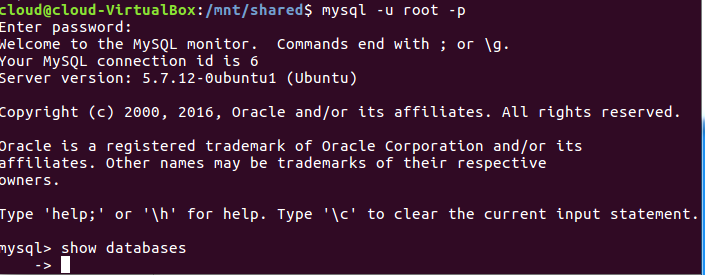 cloud@cloud-VirtualBox:/mnt/shared$ mysql -u root -p
Enter password:
Welcome to the MySQL monitor.  Commands end with ; or \g.
Your MySQL connection id is 6
Server version: 5.7.12-0ubuntu1 (Ubuntu)

Copyright (c) 2000, 2016, Oracle and/or its affiliates. All rights reserved.

Oracle is a registered trademark of Oracle Corporation and/or its
affiliates. Other names may be trademarks of their respective
owners.

Type 'help;' or '\h' for help. Type '\c' to clear the current input statement.

mysql> show databases
    ->